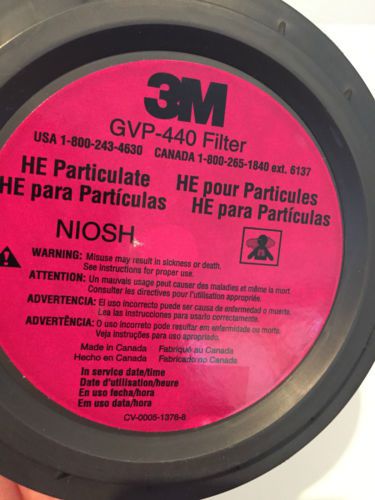 3M
GVP-440 Filter
USA 1-800-243-4630 CANADA 1-800-265-1840 ext. 6137
HE Particulate HE pour Particules
HE para Partículas HE para Partículas
NIOSH
WARNING: Misuse may result in sickness or death.
See instructions for proper use.
ATTENTION: Un mauvais usage peut causer des maladies et même la mort.
Consulter les directives pour l'utilisation appropriée.
ADVERTENCIA: El uso incorrecto puede ser causa de enfermedad o muerte.
Lea las instrucciones para usarlo correctamente.
ADVERTÊNCIA: O uso incorreto pode resultar em enfermidade ou morte.
Veja instruções para uso apropriado.
Made in Canada Fabriqué au Canada
Hecho en Canada Fabricado no Canada
In service date/time
Date d'utilisation/heure
En uso fecha/hora
Em uso data/hora
CV-0005-1378-8